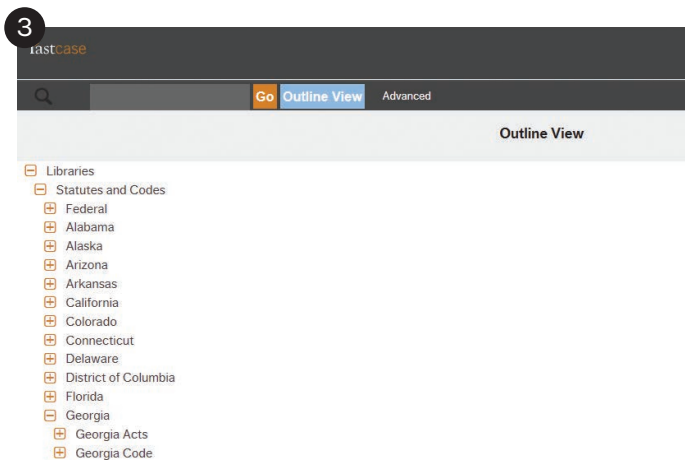 3
fastcase
Go Outline View Advanced
Outline View
Libraries
Statutes and Codes
Federal
Alabama
Alaska
Arizona
Arkansas
California
Colorado
Connecticut
Delaware
District of Columbia
Florida
Georgia
Georgia Acts
Georgia Code